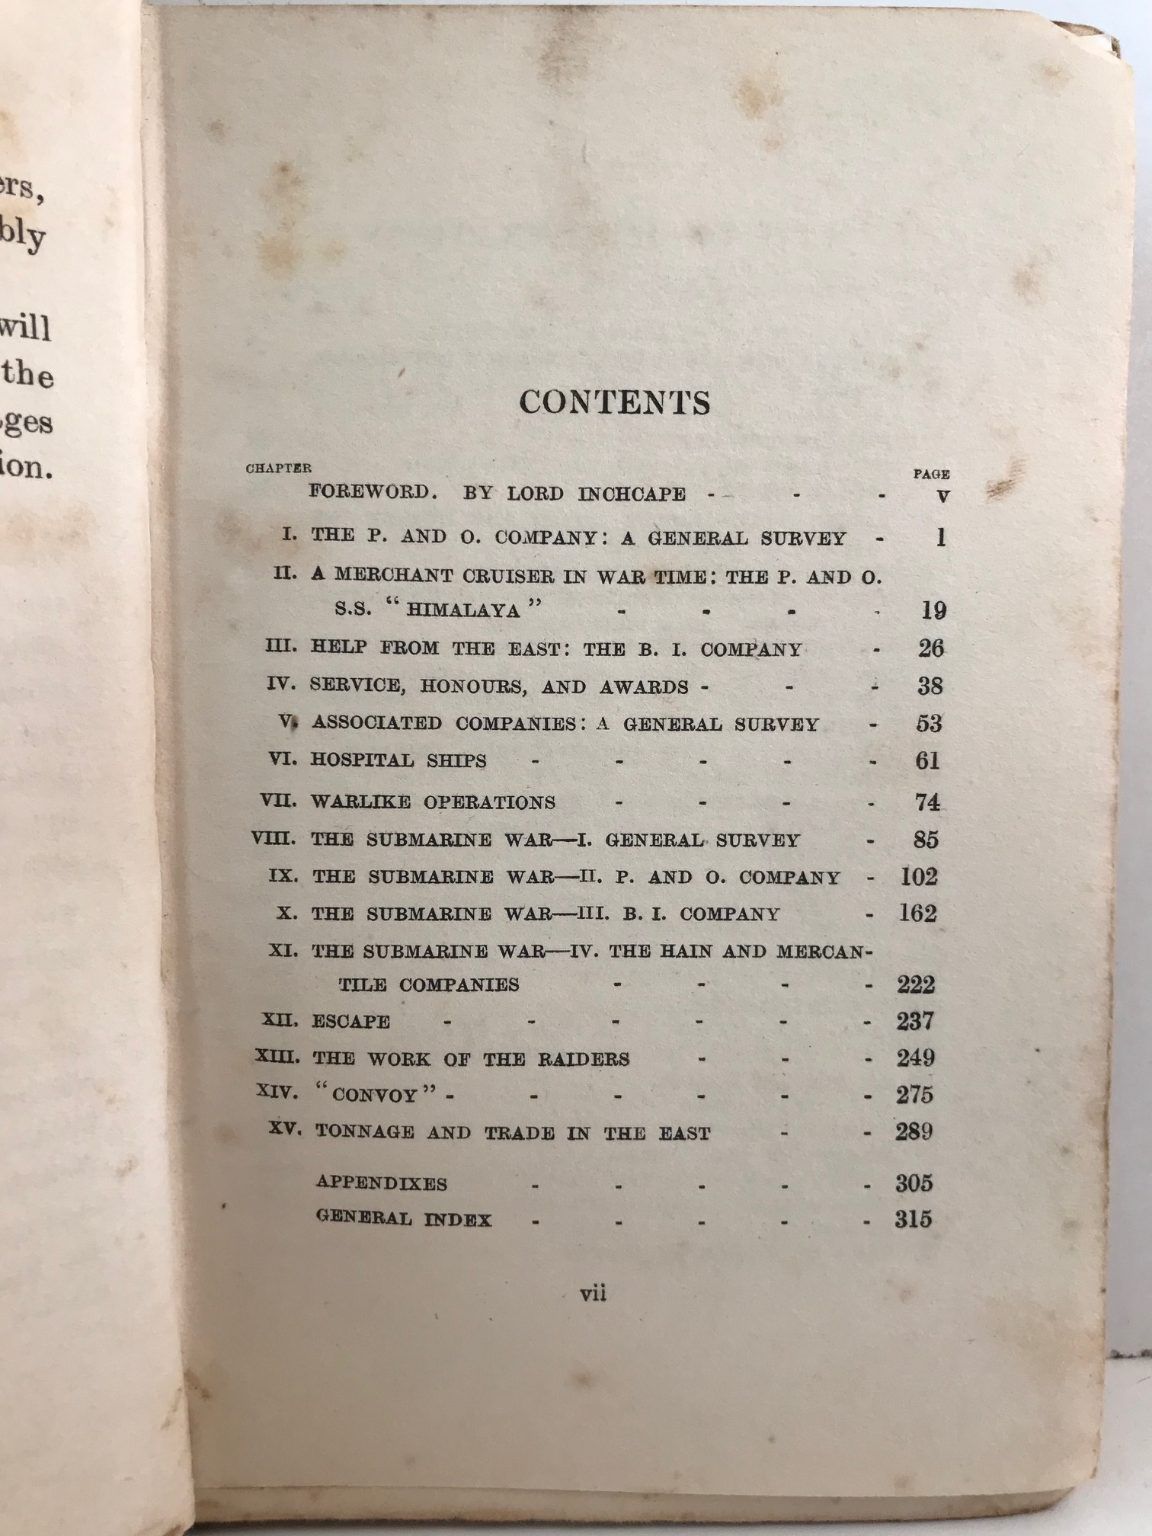 ers,
bly
will
the
ges
ion.
CONTENTS
CHAPTER PAGE
FOREWORD. BY LORD INCHCAPE - - - v
I. THE P. AND O. COMPANY: A GENERAL SURVEY - 1
II. A MERCHANT CRUISER IN WAR TIME: THE P. AND O.
S.S. "HIMALAYA" - - - - 19
III. HELP FROM THE EAST: THE B. I. COMPANY - 26
IV. SERVICE, HONOURS, AND AWARDS - - - 38
V. ASSOCIATED COMPANIES: A GENERAL SURVEY - 53
VI. HOSPITAL SHIPS - - - - - 61
VII. WARLIKE OPERATIONS - - - - 74
VIII. THE SUBMARINE WAR—I. GENERAL SURVEY - 85
IX. THE SUBMARINE WAR—II. P. AND O. COMPANY - 102
X. THE SUBMARINE WAR—III. B. I. COMPANY - 162
XI. THE SUBMARINE WAR—IV. THE HAIN AND MERCAN-
TILE COMPANIES - - - - 222
XII. ESCAPE - - - - - - 237
XIII. THE WORK OF THE RAIDERS - - - 249
XIV. "CONVOY" - - - - - - 275
XV. TONNAGE AND TRADE IN THE EAST - - 289
APPENDIXES - - - - - 305
GENERAL INDEX - - - - - 315
vii